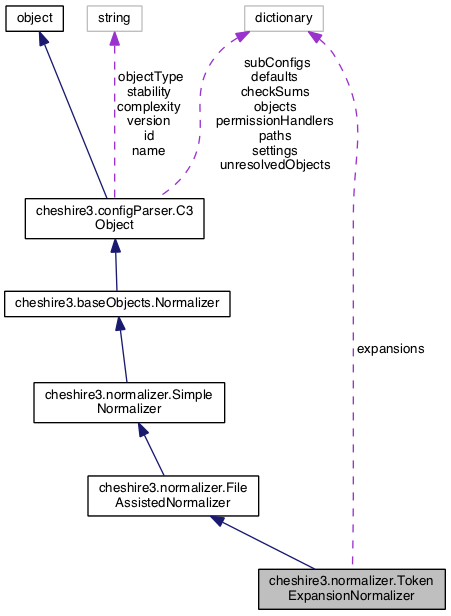 object
string
dictionary
objectType
stability
complexity
version
id
name
subConfigs
defaults
checkSums
objects
permissionHandlers
paths
settings
unresolvedObjects
cheshire3.configParser.C3
Object
cheshire3.baseObjects.Normalizer
expansions
cheshire3.normalizer.Simple
Normalizer
cheshire3.normalizer.File
AssistedNormalizer
cheshire3.normalizer.Token
ExpansionNormalizer